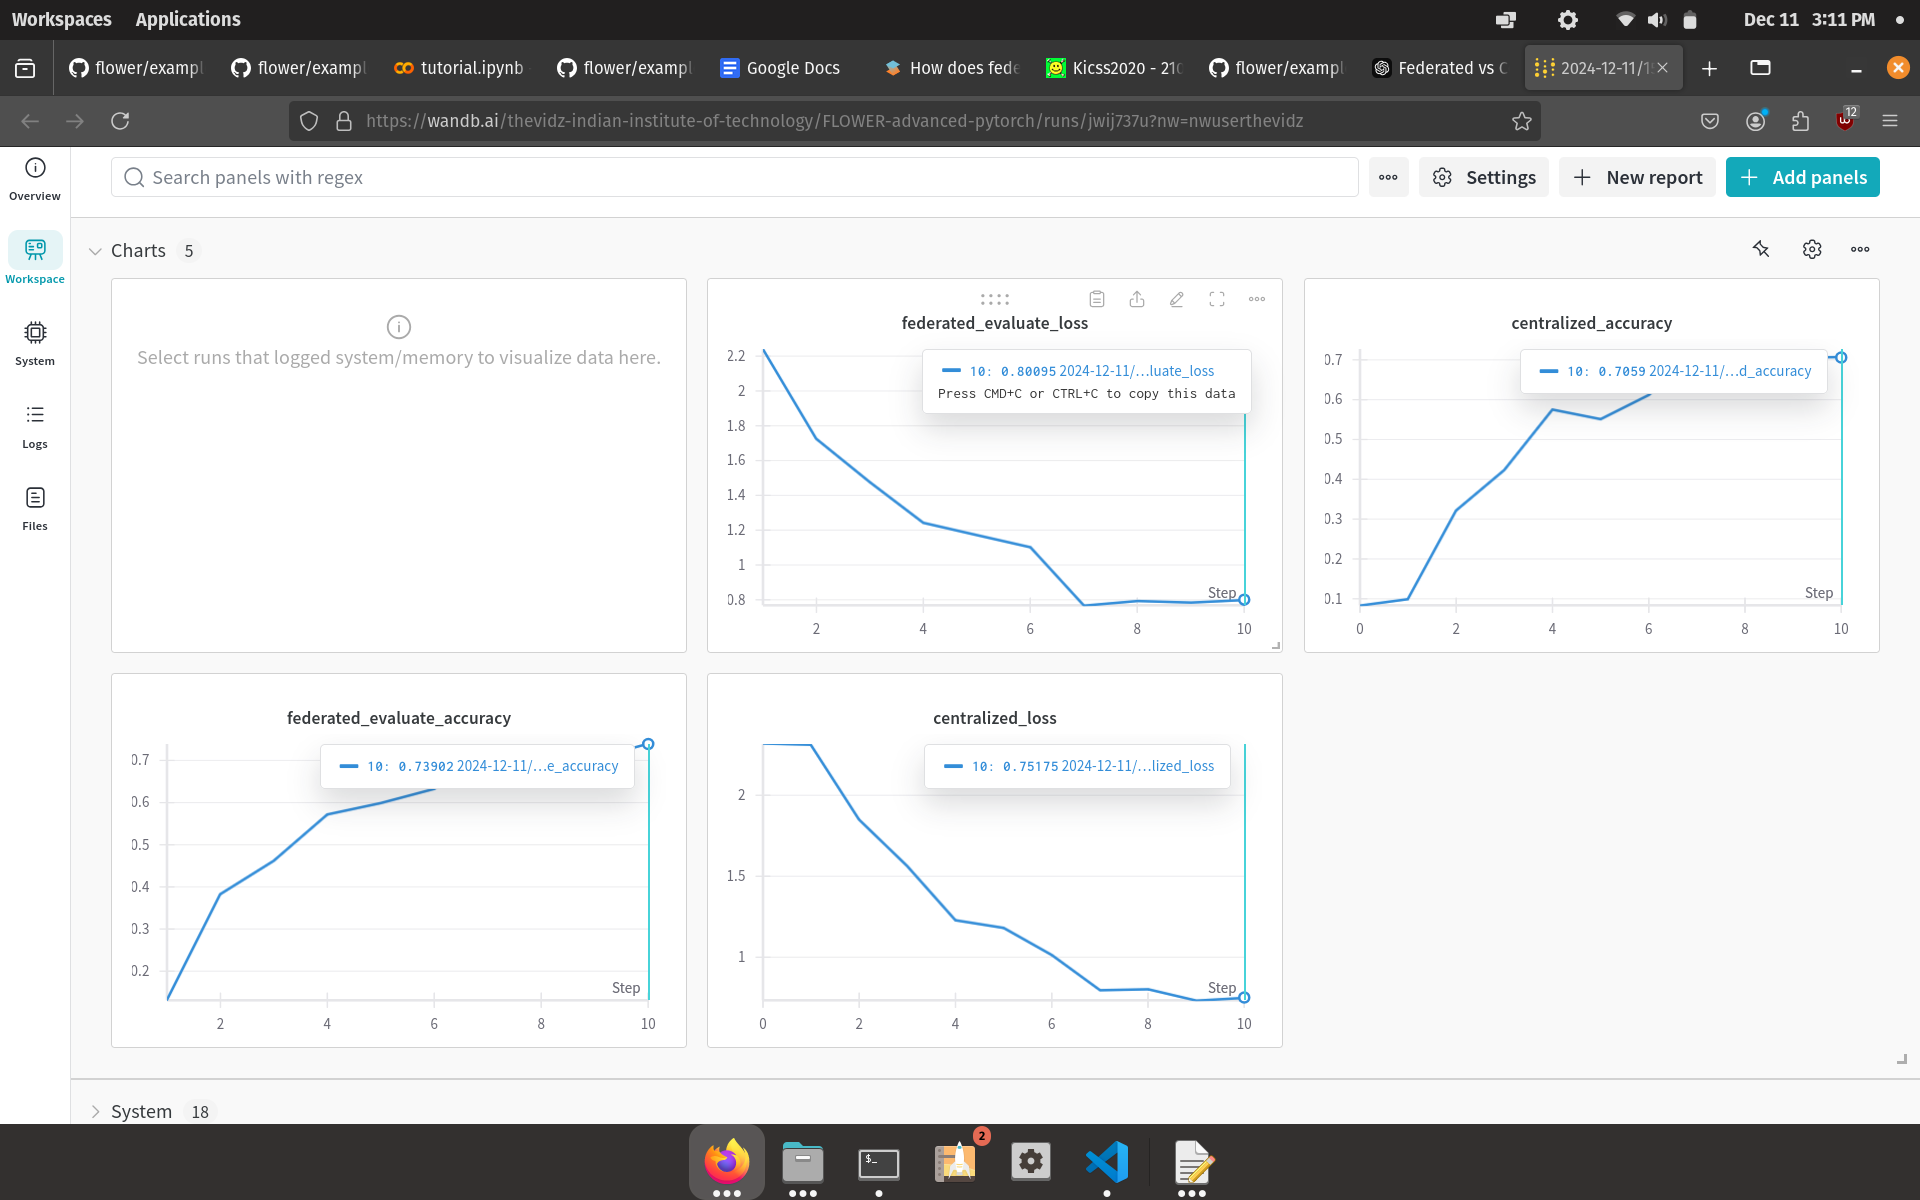 Workspaces Applications Dec 11 3:11 PM
flower/exampl flower/exampl tutorial.ipynb flower/exampl Google Docs How does fede Kicss2020 - 210 flower/exampl Federated vs C 2024-12-11/1
https://wandb.ai/thevidz-indian-institute-of-technology/FLOWER-advanced-pytorch/runs/jwij737u?nw=nwuserthevidz 12
Overview
Workspace
System
Logs
Files
Search panels with regex Settings New report Add panels
Charts 5
Select runs that logged system/memory to visualize data here.
federated_evaluate_loss
10: 0.80095 2024-12-11/...luate_loss
Press CMD+C or CTRL+C to copy this data
2.2
2
1.8
1.6
1.4
1.2
1
0.8
Step
2 4 6 8 10
centralized_accuracy
10: 0.7059 2024-12-11/...d_accuracy
0.7
0.6
0.5
0.4
0.3
0.2
0.1
Step
0 2 4 6 8 10
federated_evaluate_accuracy
10: 0.73902 2024-12-11/...e_accuracy
0.7
0.6
0.5
0.4
0.3
0.2
Step
2 4 6 8 10
centralized_loss
10: 0.75175 2024-12-11/...lized_loss
2
1.5
1
Step
0 2 4 6 8 10
System 18
$_
2